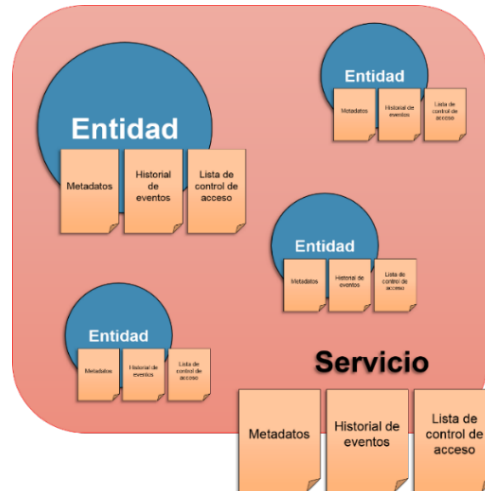 Entidad
Metadatos
Historial
de
eventos
Lista de
control de
acceso
Entidad
Metadatos
Historial de
eventos
Lista de
control de
acceso
Entidad
Metadatos
Historial de
eventos
Lista de
control de
acceso
Entidad
Metadatos
Historial de
eventos
Lista de
control de
acceso
Servicio
Metadatos
Historial de
eventos
Lista de
control de
acceso